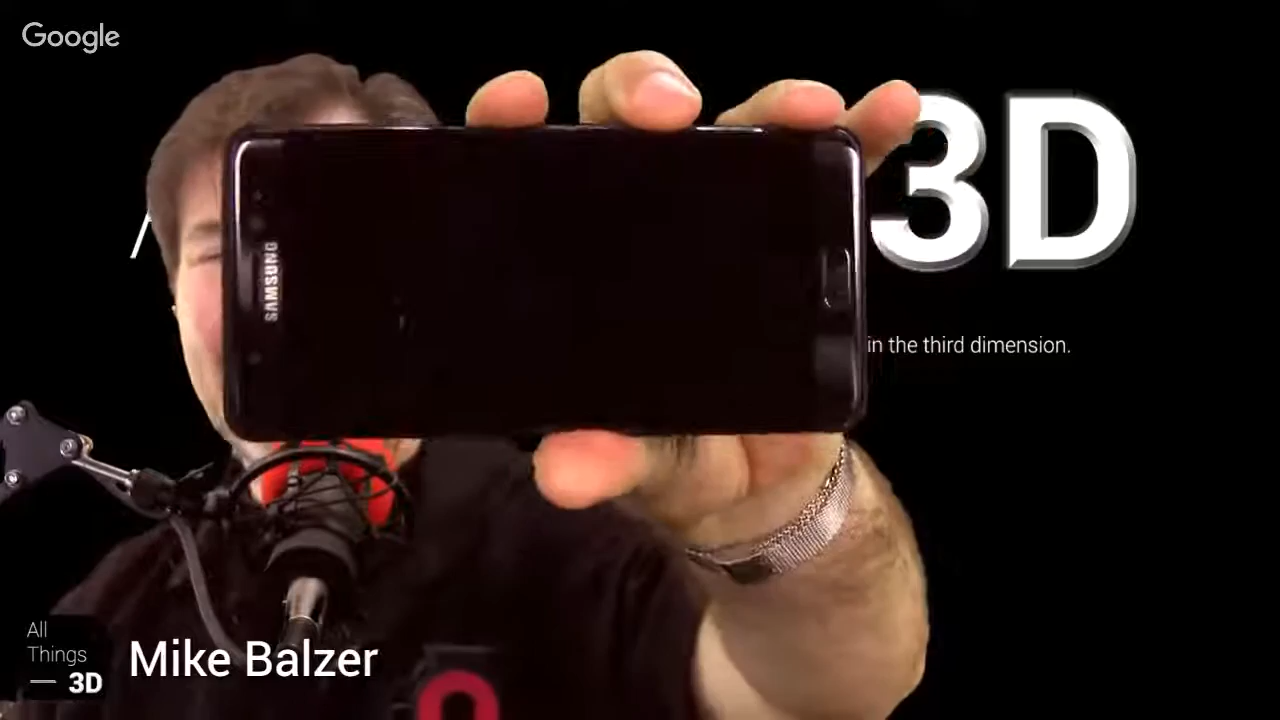 Google
3D
SAMSUNG
in the third dimension.
All
Things
— 3D
Mike Balzer